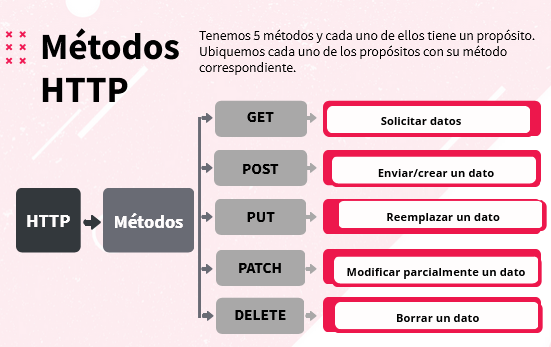 Métodos
HTTP
Tenemos 5 métodos y cada uno de ellos tiene un propósito.
Ubiquemos cada uno de los propósitos con su método
correspondiente.
HTTP
Métodos
GET
Solicitar datos
POST
Enviar/crear un dato
PUT
Reemplazar un dato
PATCH
Modificar parcialmente un dato
DELETE
Borrar un dato